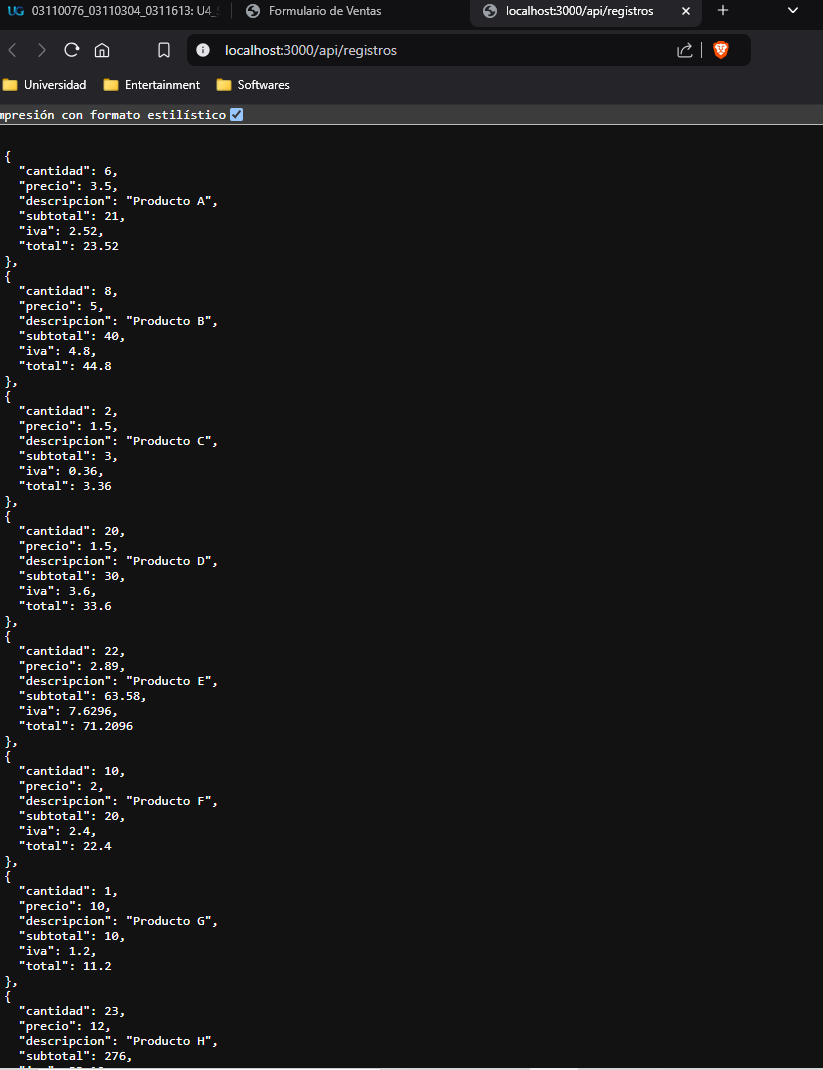 UG 03110076_03110304_0311613: U4_S
Formulario de Ventas
localhost:3000/api/registros
localhost:3000/api/registros
Universidad Entertainment Softwares
mpresión con formato estilístico
{
"cantidad": 6,
"precio": 3.5,
"descripcion": "Producto A",
"subtotal": 21,
"iva": 2.52,
"total": 23.52
},
{
"cantidad": 8,
"precio": 5,
"descripcion": "Producto B",
"subtotal": 40,
"iva": 4.8,
"total": 44.8
},
{
"cantidad": 2,
"precio": 1.5,
"descripcion": "Producto C",
"subtotal": 3,
"iva": 0.36,
"total": 3.36
},
{
"cantidad": 20,
"precio": 1.5,
"descripcion": "Producto D",
"subtotal": 30,
"iva": 3.6,
"total": 33.6
},
{
"cantidad": 22,
"precio": 2.89,
"descripcion": "Producto E",
"subtotal": 63.58,
"iva": 7.6296,
"total": 71.2096
},
{
"cantidad": 10,
"precio": 2,
"descripcion": "Producto F",
"subtotal": 20,
"iva": 2.4,
"total": 22.4
},
{
"cantidad": 1,
"precio": 10,
"descripcion": "Producto G",
"subtotal": 10,
"iva": 1.2,
"total": 11.2
},
{
"cantidad": 23,
"precio": 12,
"descripcion": "Producto H",
"subtotal": 276,